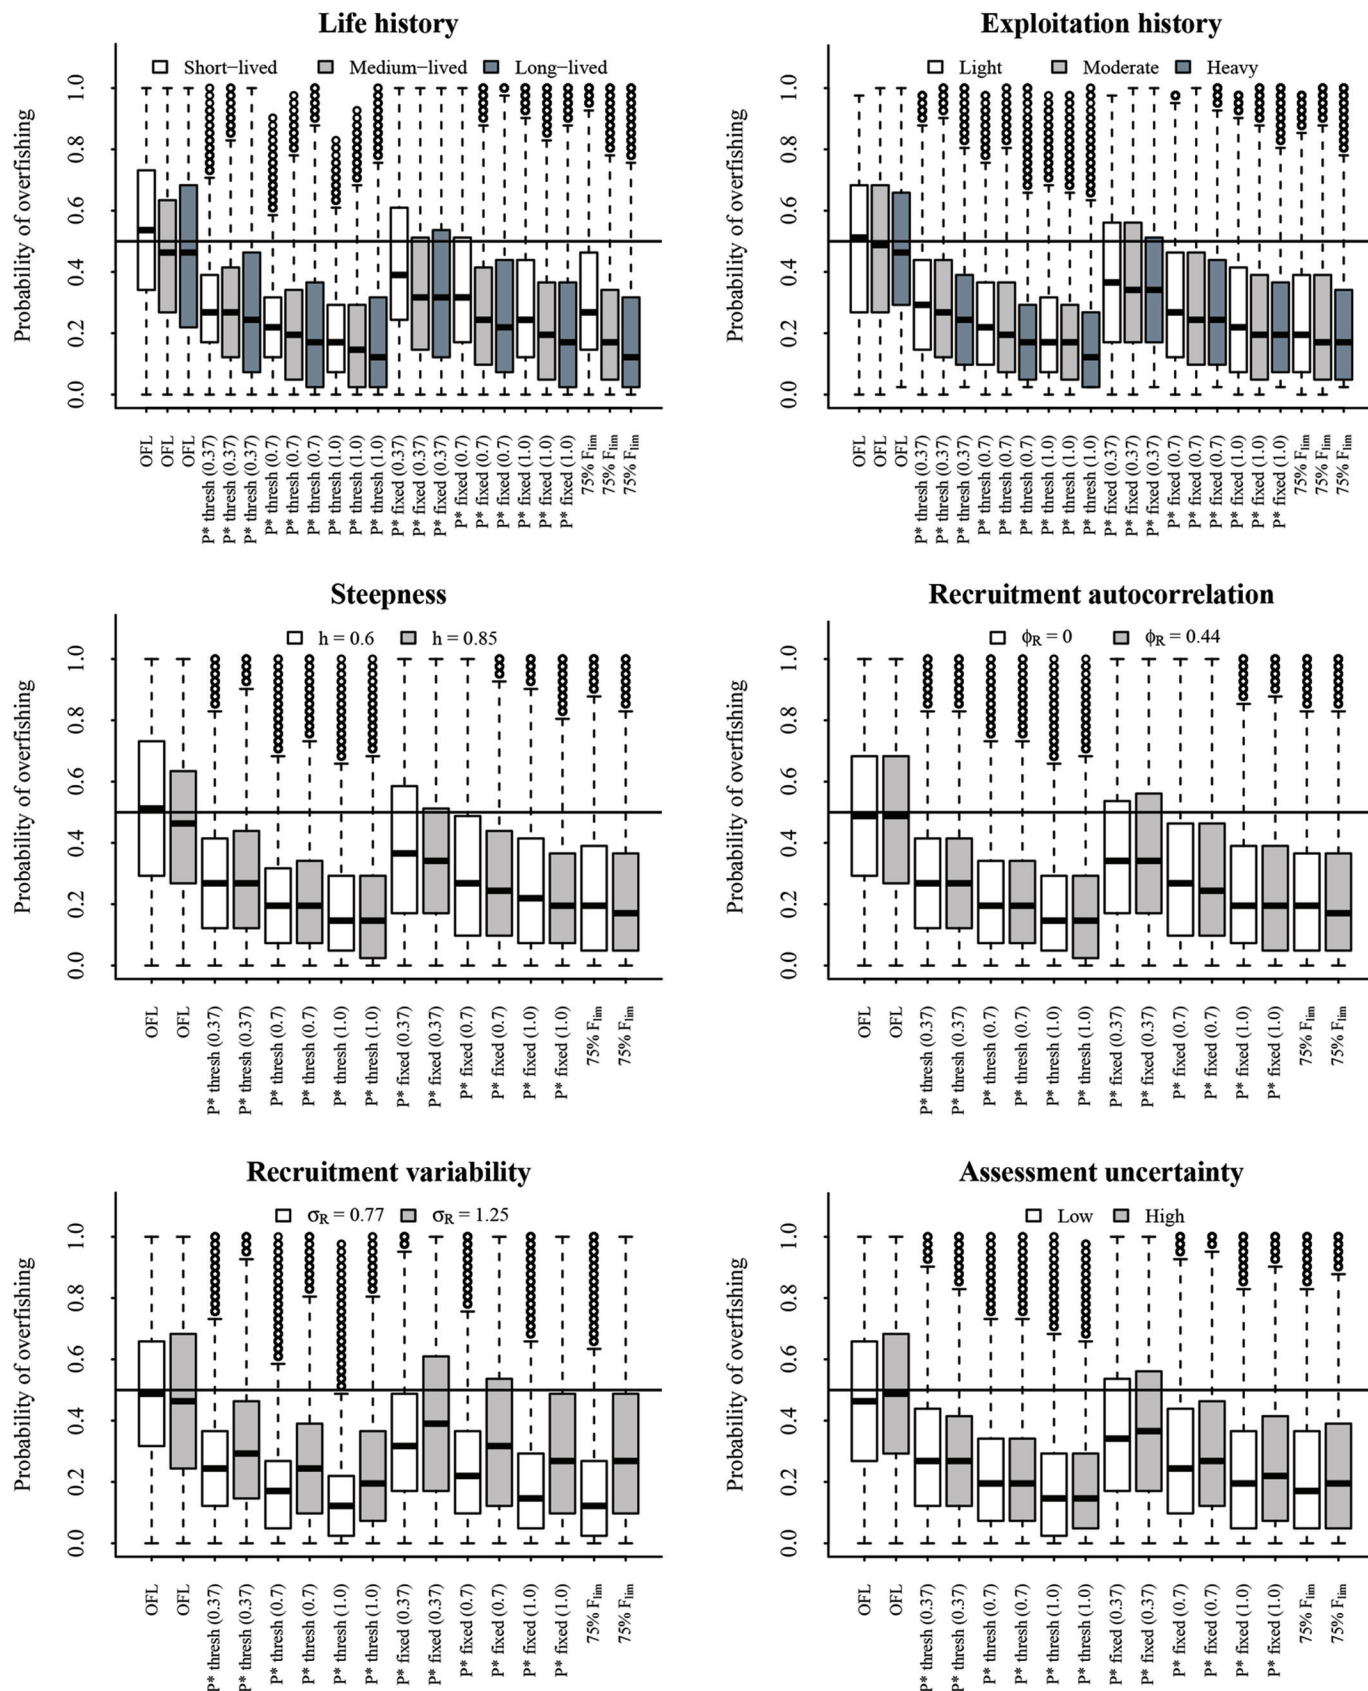 Life history
Short−lived Medium−lived Long−lived
Probability of overfishing
0.0 0.2 0.4 0.6 0.8 1.0
OFL
OFL
OFL
P* thresh (0.37)
P* thresh (0.37)
P* thresh (0.37)
P* thresh (0.7)
P* thresh (0.7)
P* thresh (0.7)
P* thresh (1.0)
P* thresh (1.0)
P* thresh (1.0)
P* fixed (0.37)
P* fixed (0.37)
P* fixed (0.37)
P* fixed (0.7)
P* fixed (0.7)
P* fixed (0.7)
P* fixed (1.0)
P* fixed (1.0)
P* fixed (1.0)
75% Flim
75% Flim
75% Flim
Exploitation history
Light Moderate Heavy
Probability of overfishing
0.0 0.2 0.4 0.6 0.8 1.0
OFL
OFL
OFL
P* thresh (0.37)
P* thresh (0.37)
P* thresh (0.37)
P* thresh (0.7)
P* thresh (0.7)
P* thresh (0.7)
P* thresh (1.0)
P* thresh (1.0)
P* thresh (1.0)
P* fixed (0.37)
P* fixed (0.37)
P* fixed (0.37)
P* fixed (0.7)
P* fixed (0.7)
P* fixed (0.7)
P* fixed (1.0)
P* fixed (1.0)
P* fixed (1.0)
75% Flim
75% Flim
75% Flim
Steepness
h = 0.6 h = 0.85
Probability of overfishing
0.0 0.2 0.4 0.6 0.8 1.0
OFL
OFL
P* thresh (0.37)
P* thresh (0.37)
P* thresh (0.7)
P* thresh (0.7)
P* thresh (1.0)
P* thresh (1.0)
P* fixed (0.37)
P* fixed (0.37)
P* fixed (0.7)
P* fixed (0.7)
P* fixed (1.0)
P* fixed (1.0)
75% Flim
75% Flim
Recruitment autocorrelation
ϕR = 0 ϕR = 0.44
Probability of overfishing
0.0 0.2 0.4 0.6 0.8 1.0
OFL
OFL
P* thresh (0.37)
P* thresh (0.37)
P* thresh (0.7)
P* thresh (0.7)
P* thresh (1.0)
P* thresh (1.0)
P* fixed (0.37)
P* fixed (0.37)
P* fixed (0.7)
P* fixed (0.7)
P* fixed (1.0)
P* fixed (1.0)
75% Flim
75% Flim
Recruitment variability
σR = 0.77 σR = 1.25
Probability of overfishing
0.0 0.2 0.4 0.6 0.8 1.0
OFL
OFL
P* thresh (0.37)
P* thresh (0.37)
P* thresh (0.7)
P* thresh (0.7)
P* thresh (1.0)
P* thresh (1.0)
P* fixed (0.37)
P* fixed (0.37)
P* fixed (0.7)
P* fixed (0.7)
P* fixed (1.0)
P* fixed (1.0)
75% Flim
75% Flim
Assessment uncertainty
Low High
Probability of overfishing
0.0 0.2 0.4 0.6 0.8 1.0
OFL
OFL
P* thresh (0.37)
P* thresh (0.37)
P* thresh (0.7)
P* thresh (0.7)
P* thresh (1.0)
P* thresh (1.0)
P* fixed (0.37)
P* fixed (0.37)
P* fixed (0.7)
P* fixed (0.7)
P* fixed (1.0)
P* fixed (1.0)
75% Flim
75% Flim